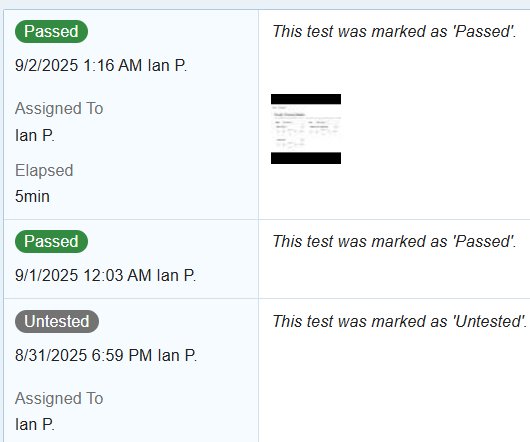 Passed
This test was marked as 'Passed'.
9/2/2025 1:16 AM Ian P.
Assigned To
Ian P.
Elapsed
5min
Passed
This test was marked as 'Passed'.
9/1/2025 12:03 AM Ian P.
Untested
This test was marked as 'Untested'.
8/31/2025 6:59 PM Ian P.
Assigned To
Ian P.